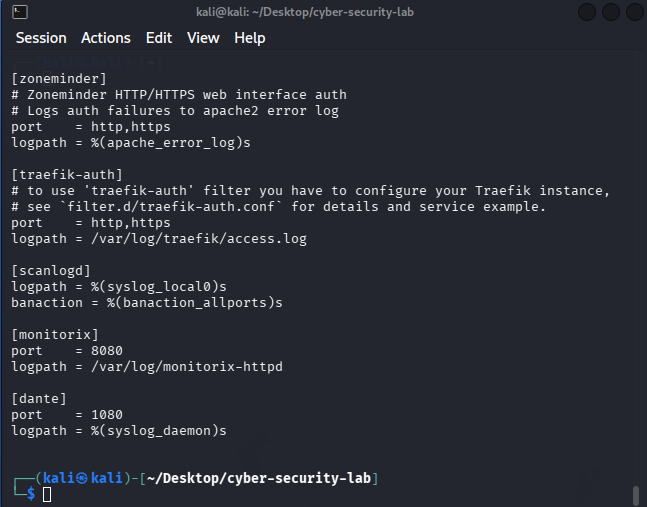 kali@kali: ~/Desktop/cyber-security-lab
Session Actions Edit View Help
[zoneminder]
# Zoneminder HTTP/HTTPS web interface auth
# Logs auth failures to apache2 error log
port    = http,https
logpath = %(apache_error_log)s
[traefik-auth]
# to use 'traefik-auth' filter you have to configure your Traefik instance,
# see `filter.d/traefik-auth.conf` for details and service example.
port    = http,https
logpath = /var/log/traefik/access.log
[scanlogd]
logpath = %(syslog_local0)s
banaction = %(banaction_allports)s
[monitorix]
port    = 8080
logpath = /var/log/monitorix-httpd
[dante]
port    = 1080
logpath = %(syslog_daemon)s
┌──(kali㉿kali)-[~/Desktop/cyber-security-lab]
└─$